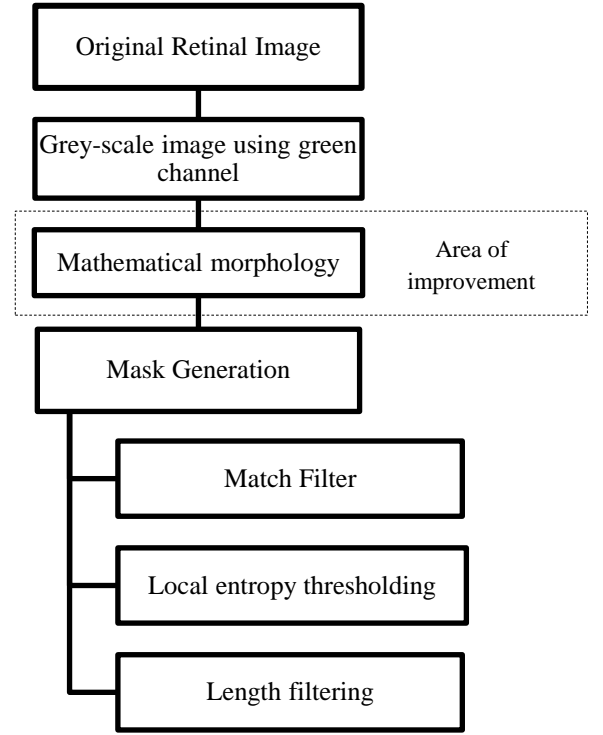 Original Retinal Image
Grey-scale image using green
channel
Mathematical morphology
Area of
improvement
Mask Generation
Match Filter
Local entropy thresholding
Length filtering